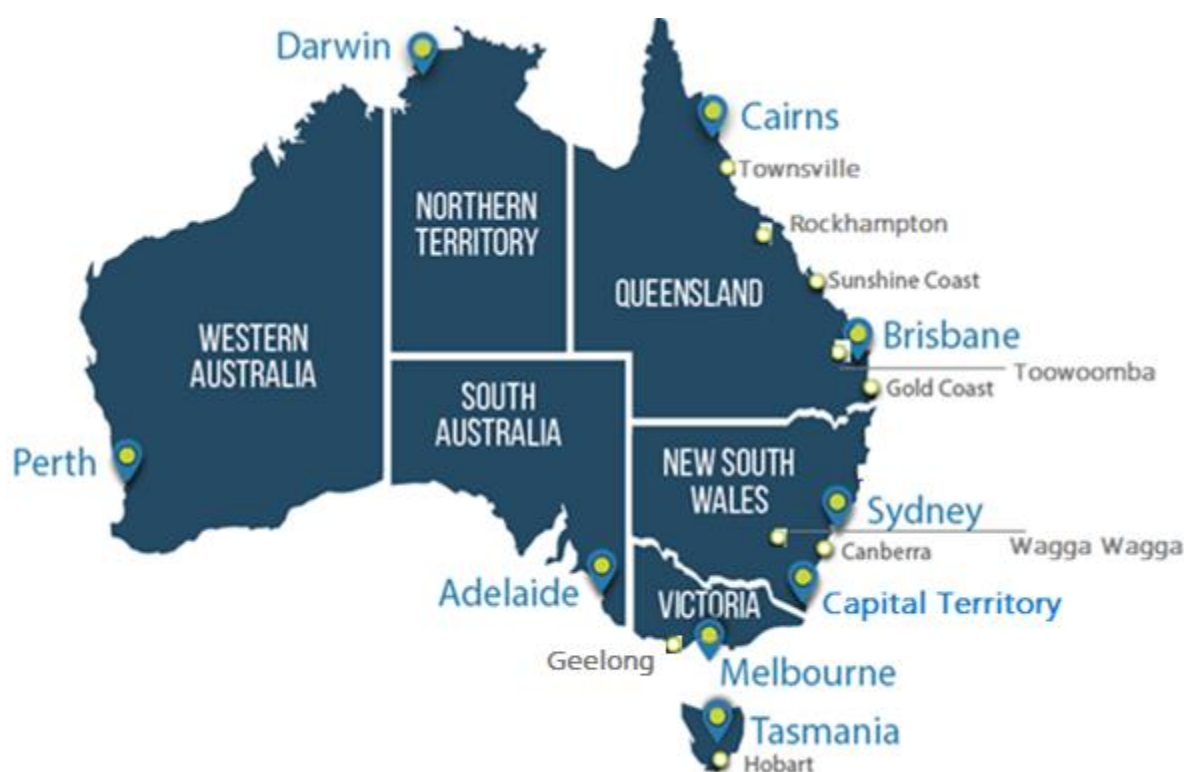 Darwin
Cairns
Townsville
NORTHERN
TERRITORY
Rockhampton
QUEENSLAND
Sunshine Coast
WESTERN
AUSTRALIA
Brisbane
Toowoomba
Gold Coast
SOUTH
AUSTRALIA
Perth
NEW SOUTH
WALES
Sydney
Canberra
Wagga Wagga
Adelaide
VICTORIA
Capital Territory
Geelong
Melbourne
Tasmania
Hobart